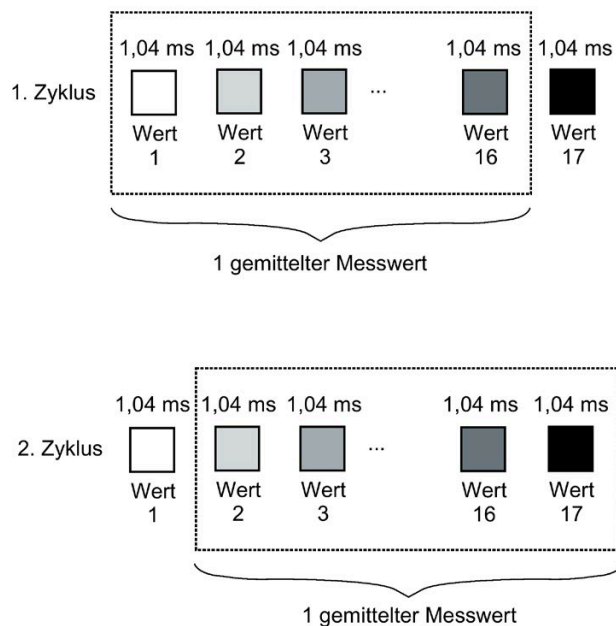 1,04 ms 1,04 ms 1,04 ms 1,04 ms 1,04 ms
1. Zyklus ...
Wert Wert Wert Wert Wert
1 2 3 16 17
1 gemittelter Messwert
1,04 ms 1,04 ms 1,04 ms 1,04 ms 1,04 ms
2. Zyklus ...
Wert Wert Wert Wert Wert
1 2 3 16 17
1 gemittelter Messwert